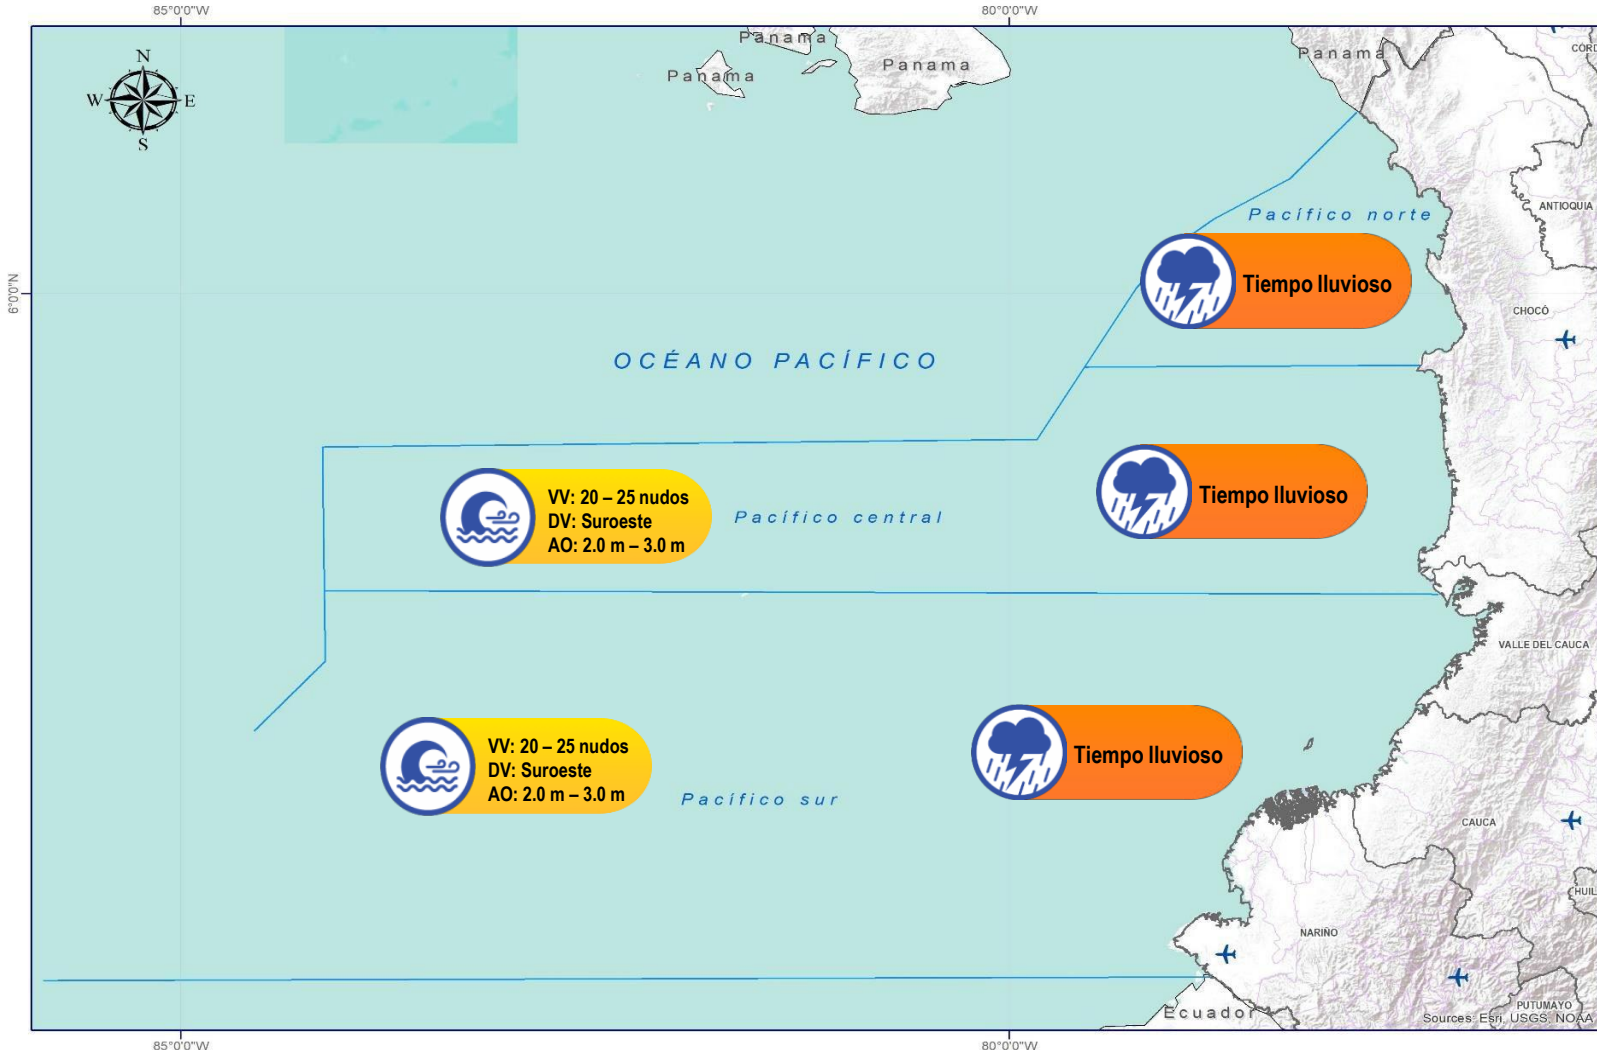 85°0'0"W
80°0'0"W
N
W
E
S
Panama
Panama
Panama
Panama
CÓRD
ANTIOQUIA
Pacífico norte
6°0'0"N
Tiempo lluvioso
CHOCÓ
OCÉANO PACÍFICO
VV: 20 – 25 nudos
DV: Suroeste
AO: 2.0 m – 3.0 m
Pacífico central
Tiempo lluvioso
VALLE DEL CAUCA
VV: 20 – 25 nudos
DV: Suroeste
AO: 2.0 m – 3.0 m
Pacífico sur
Tiempo lluvioso
CAUCA
HUIL
NARIÑO
PUTUMAYO
Ecuador
Sources: Esri, USGS, NOAA
85°0'0"W
80°0'0"W